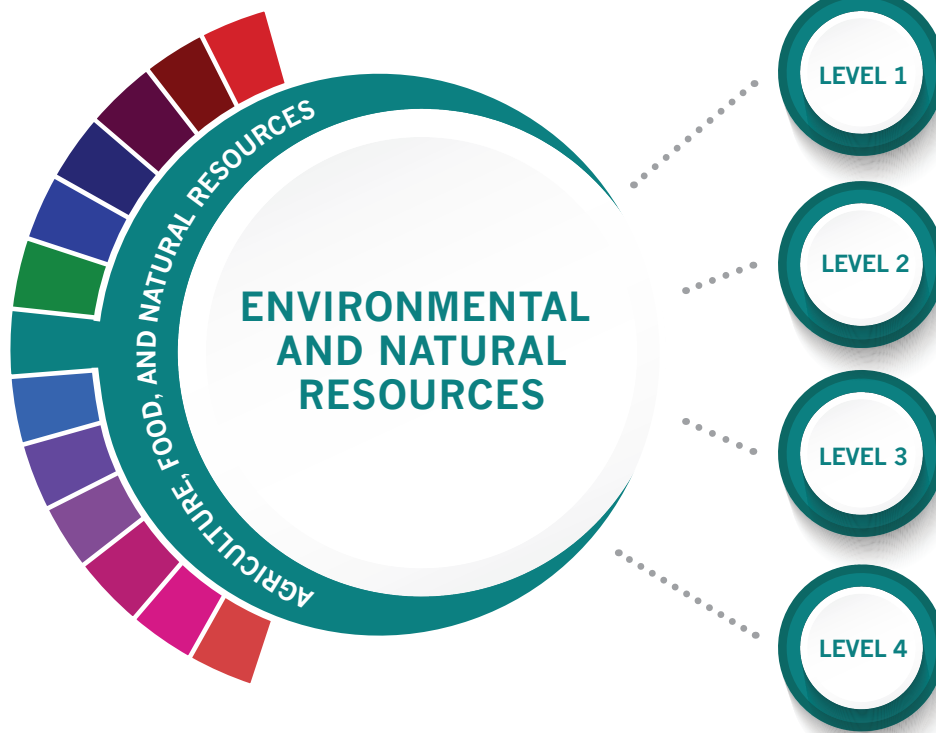 AGRICULTURE, FOOD, AND NATURAL RESOURCES
ENVIRONMENTAL
AND NATURAL
RESOURCES
LEVEL 1
LEVEL 2
LEVEL 3
LEVEL 4